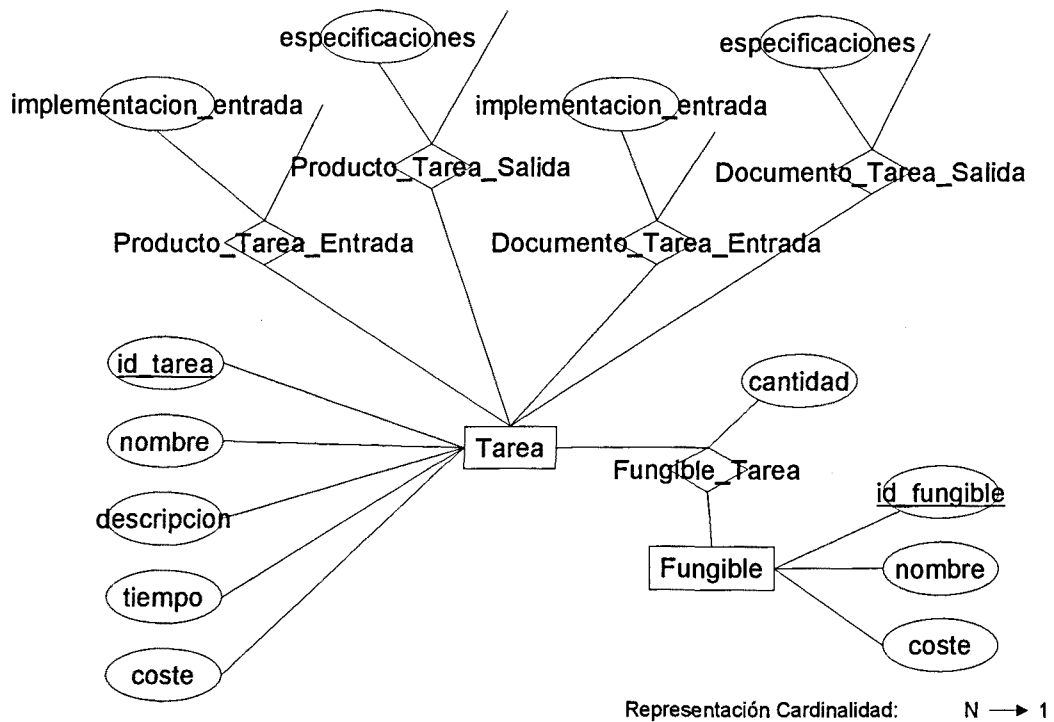 especificaciones
especificaciones
implementacion_entrada
implementacion_entrada
Producto_Tarea_Salida
Documento_Tarea_Salida
Producto_Tarea_Entrada
Documento_Tarea_Entrada
id_tarea
cantidad
nombre
Tarea
Fungible_Tarea
id_fungible
descripcion
Fungible
nombre
tiempo
coste
coste
Representación Cardinalidad: N → 1